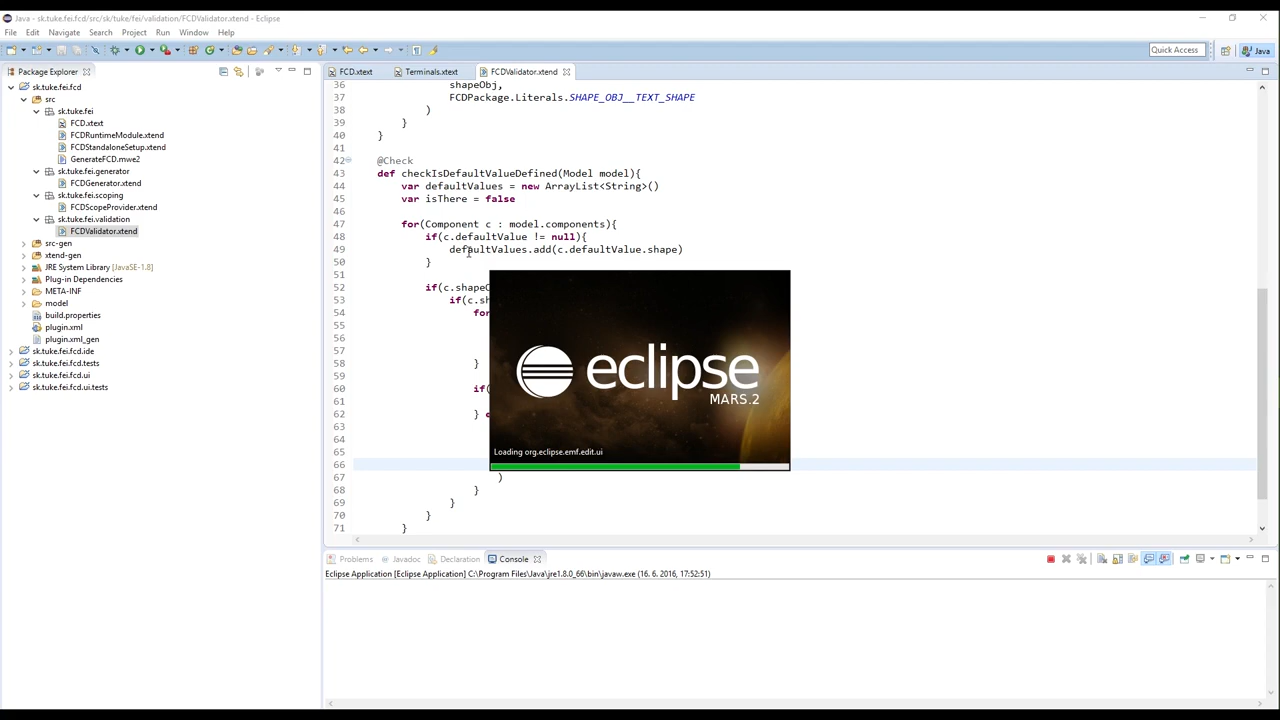 Java - sk.tuke.fei.fcd/src/sk/tuke/fei/validation/FCDValidator.xtend - Eclipse
File Edit Navigate Search Project Run Window Help
Quick Access
Java
Package Explorer
FCD.xtext
Terminals.xtext
FCDValidator.xtend
sk.tuke.fei.fcd
src
sk.tuke.fei
FCD.xtext
FCDRuntimeModule.xtend
FCDStandaloneSetup.xtend
GenerateFCD.mwe2
sk.tuke.fei.generator
FCDGenerator.xtend
sk.tuke.fei.scoping
FCDScopeProvider.xtend
sk.tuke.fei.validation
FCDValidator.xtend
src-gen
xtend-gen
JRE System Library [JavaSE-1.8]
Plug-in Dependencies
META-INF
model
build.properties
plugin.xml
plugin.xml_gen
sk.tuke.fei.fcd.ide
sk.tuke.fei.fcd.tests
sk.tuke.fei.fcd.ui
sk.tuke.fei.fcd.ui.tests
36 shapeObj,
37 FCDPackage.Literals.SHAPE_OBJ__TEXT_SHAPE
38 )
39 }
40 }
41
42 @Check
43 def checkIsDefaultValueDefined(Model model){
44 var defaultValues = new ArrayList<String>()
45 var isThere = false
46
47 for(Component c : model.components){
48 if(c.defaultValue != null){
49 defaultValues.add(c.defaultValue.shape)
50 }
51
52 if(c.shapeO
53 if(c.sh
54 for
55
56
57
58 }
59
60 if(
61
62 } e
63
64
65
66
67 )
68 }
69 }
70 }
71 }
eclipse
MARS.2
Loading org.eclipse.emf.edit.ui
Problems Javadoc Declaration Console
Eclipse Application [Eclipse Application] C:\Program Files\Java\jre1.8.0_66\bin\javaw.exe (16. 6. 2016, 17:52:51)